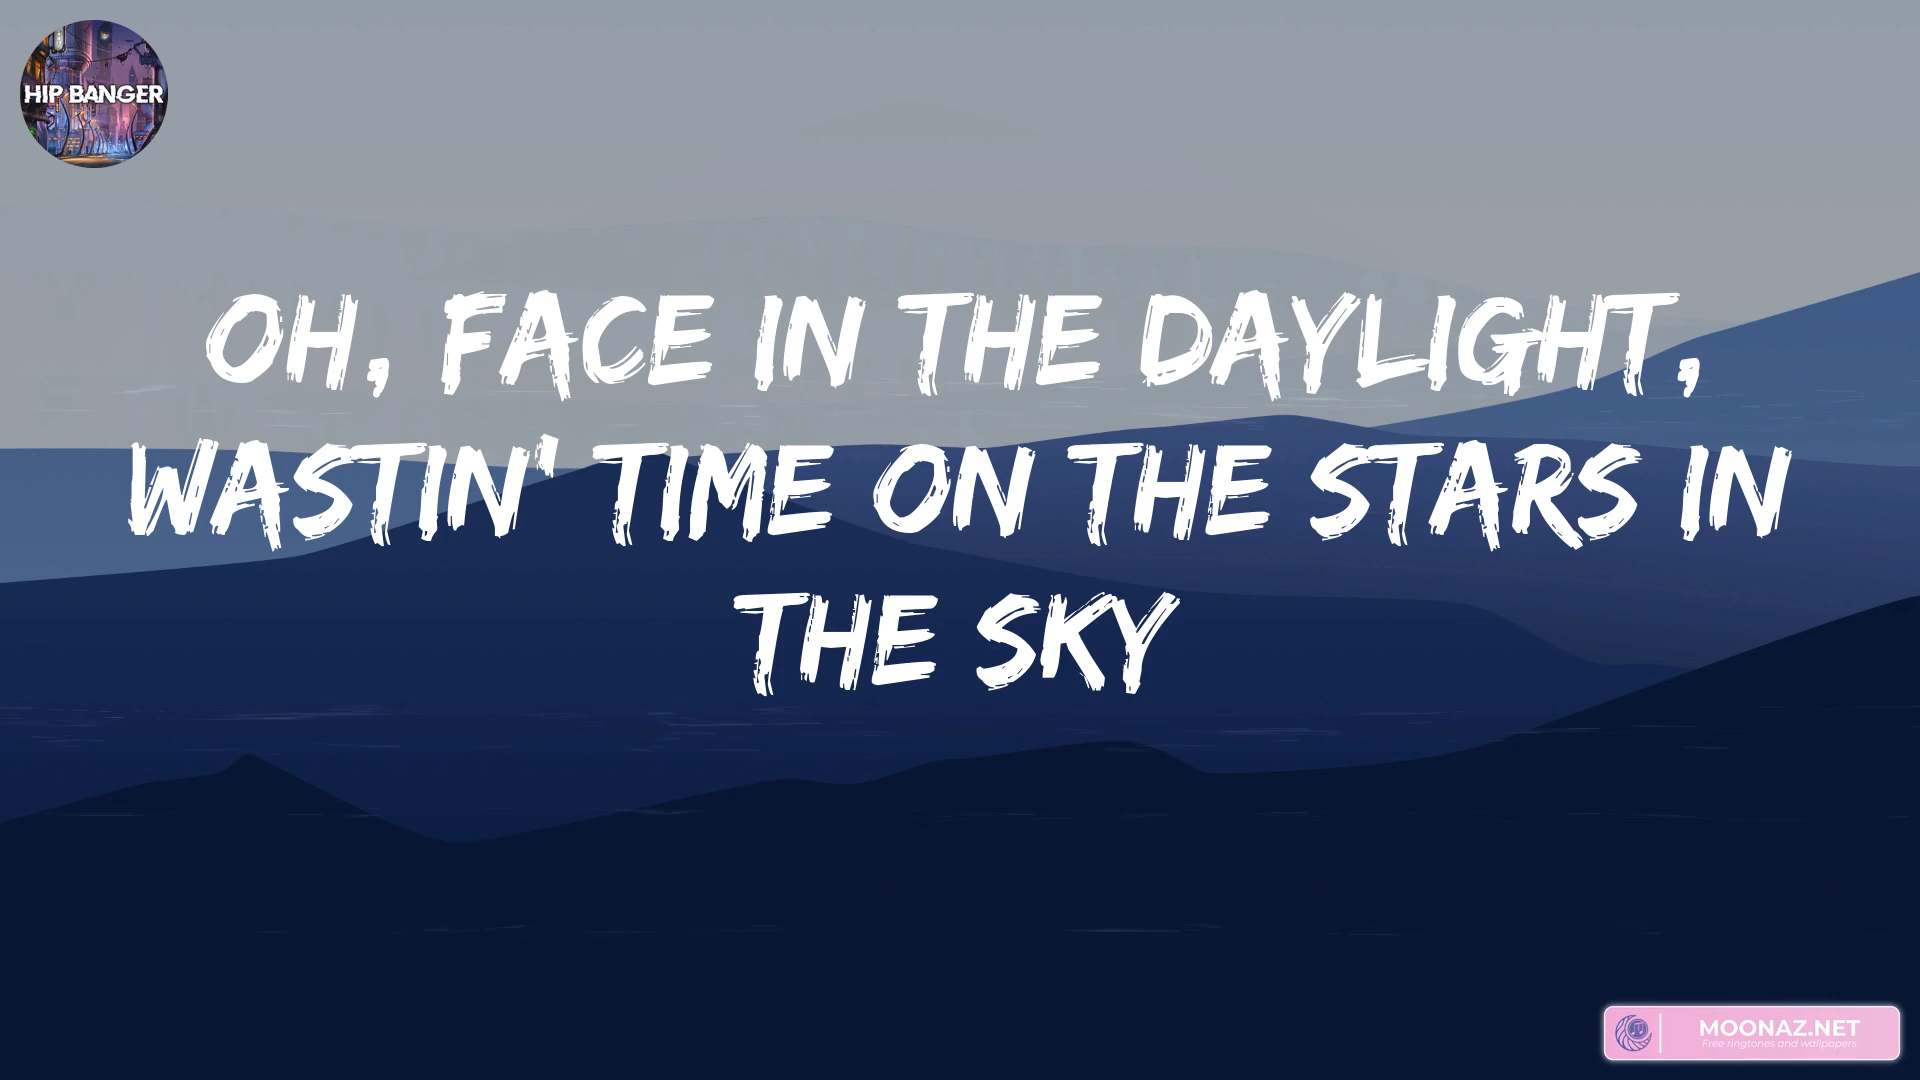 HIP BANGER
OH, FACE IN THE DAYLIGHT,
WASTIN' TIME ON THE STARS IN
THE SKY
MOONAZ.NET
Free ringtones and wallpapers